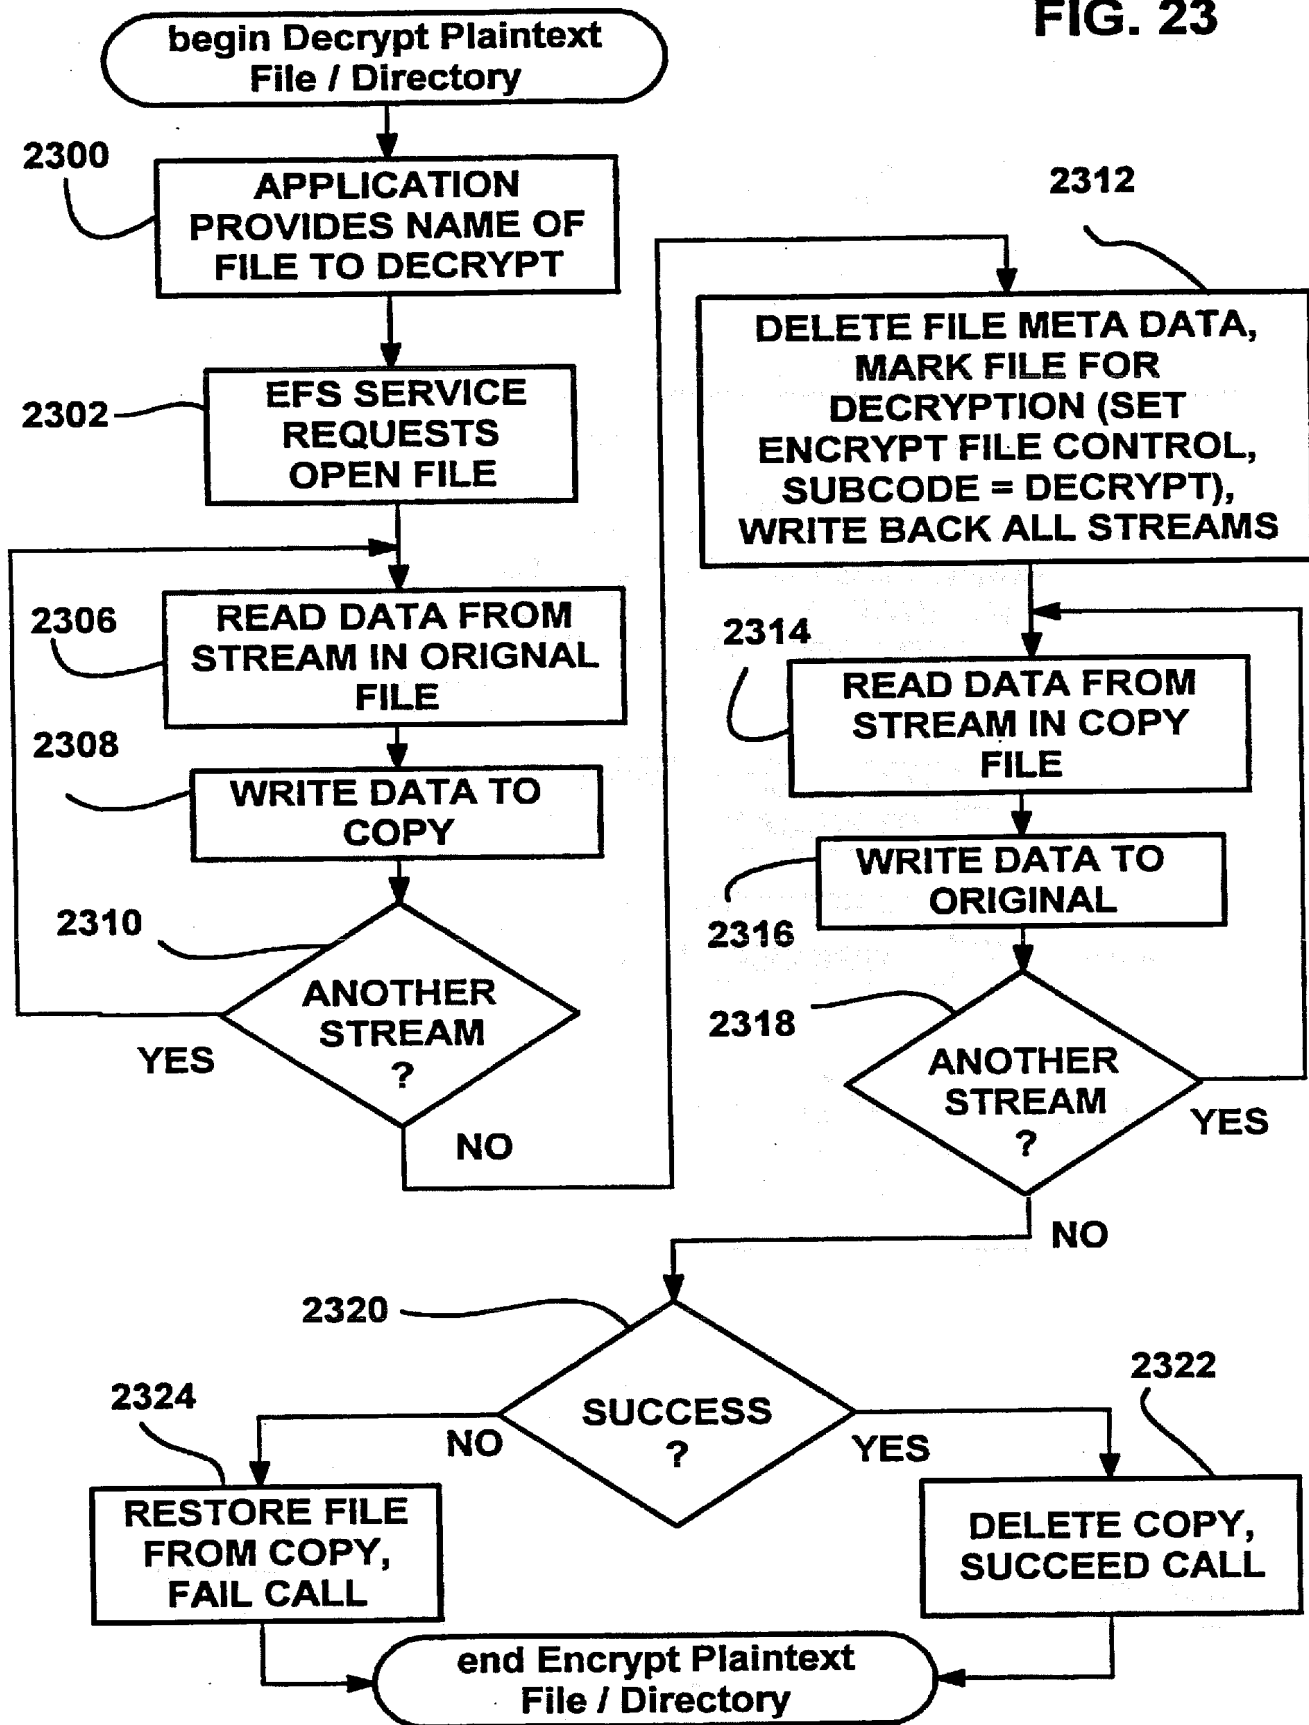 FIG. 23
begin Decrypt Plaintext
File / Directory
2300
APPLICATION
PROVIDES NAME OF
FILE TO DECRYPT
2302
EFS SERVICE
REQUESTS
OPEN FILE
2306
READ DATA FROM
STREAM IN ORIGNAL
FILE
2308
WRITE DATA TO
COPY
2310
ANOTHER
STREAM
?
YES
NO
2312
DELETE FILE META DATA,
MARK FILE FOR
DECRYPTION (SET
ENCRYPT FILE CONTROL,
SUBCODE = DECRYPT),
WRITE BACK ALL STREAMS
2314
READ DATA FROM
STREAM IN COPY
FILE
2316
WRITE DATA TO
ORIGINAL
2318
ANOTHER
STREAM
?
YES
NO
2320
SUCCESS
?
NO
YES
2324
RESTORE FILE
FROM COPY,
FAIL CALL
2322
DELETE COPY,
SUCCEED CALL
end Encrypt Plaintext
File / Directory